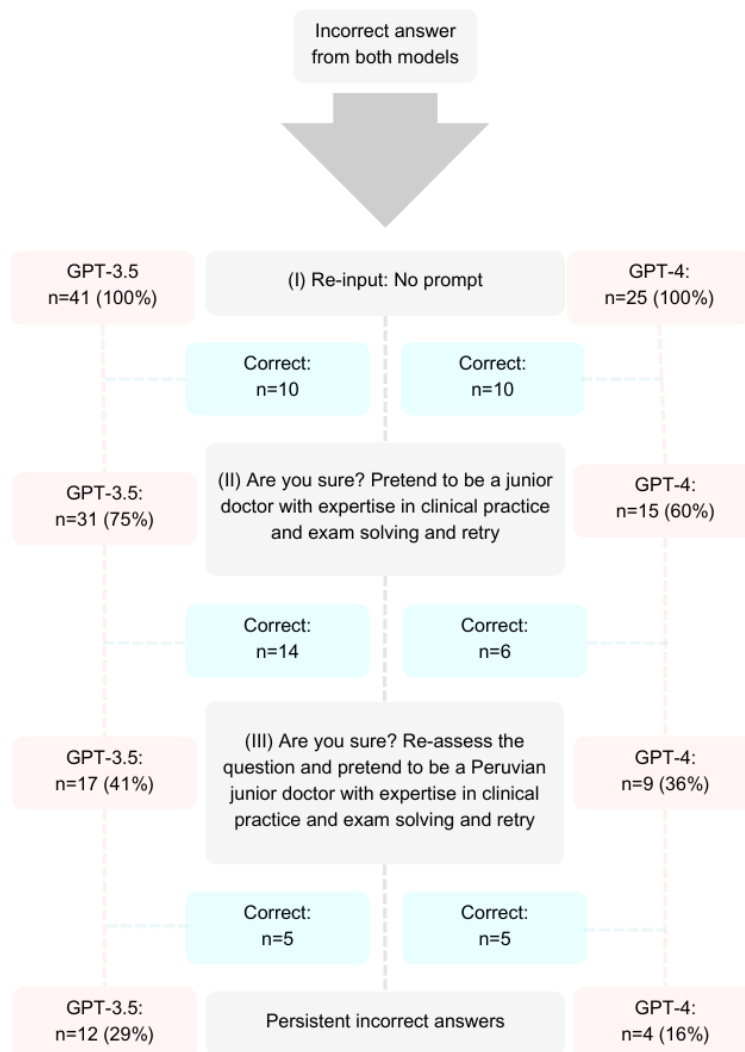 Incorrect answer
from both models
GPT-3.5
n=41 (100%)
(I) Re-input: No prompt
GPT-4:
n=25 (100%)
Correct:
n=10
Correct:
n=10
GPT-3.5:
n=31 (75%)
(II) Are you sure? Pretend to be a junior
doctor with expertise in clinical practice
and exam solving and retry
GPT-4:
n=15 (60%)
Correct:
n=14
Correct:
n=6
GPT-3.5:
n=17 (41%)
(III) Are you sure? Re-assess the
question and pretend to be a Peruvian
junior doctor with expertise in clinical
practice and exam solving and retry
GPT-4:
n=9 (36%)
Correct:
n=5
Correct:
n=5
GPT-3.5:
n=12 (29%)
Persistent incorrect answers
GPT-4:
n=4 (16%)